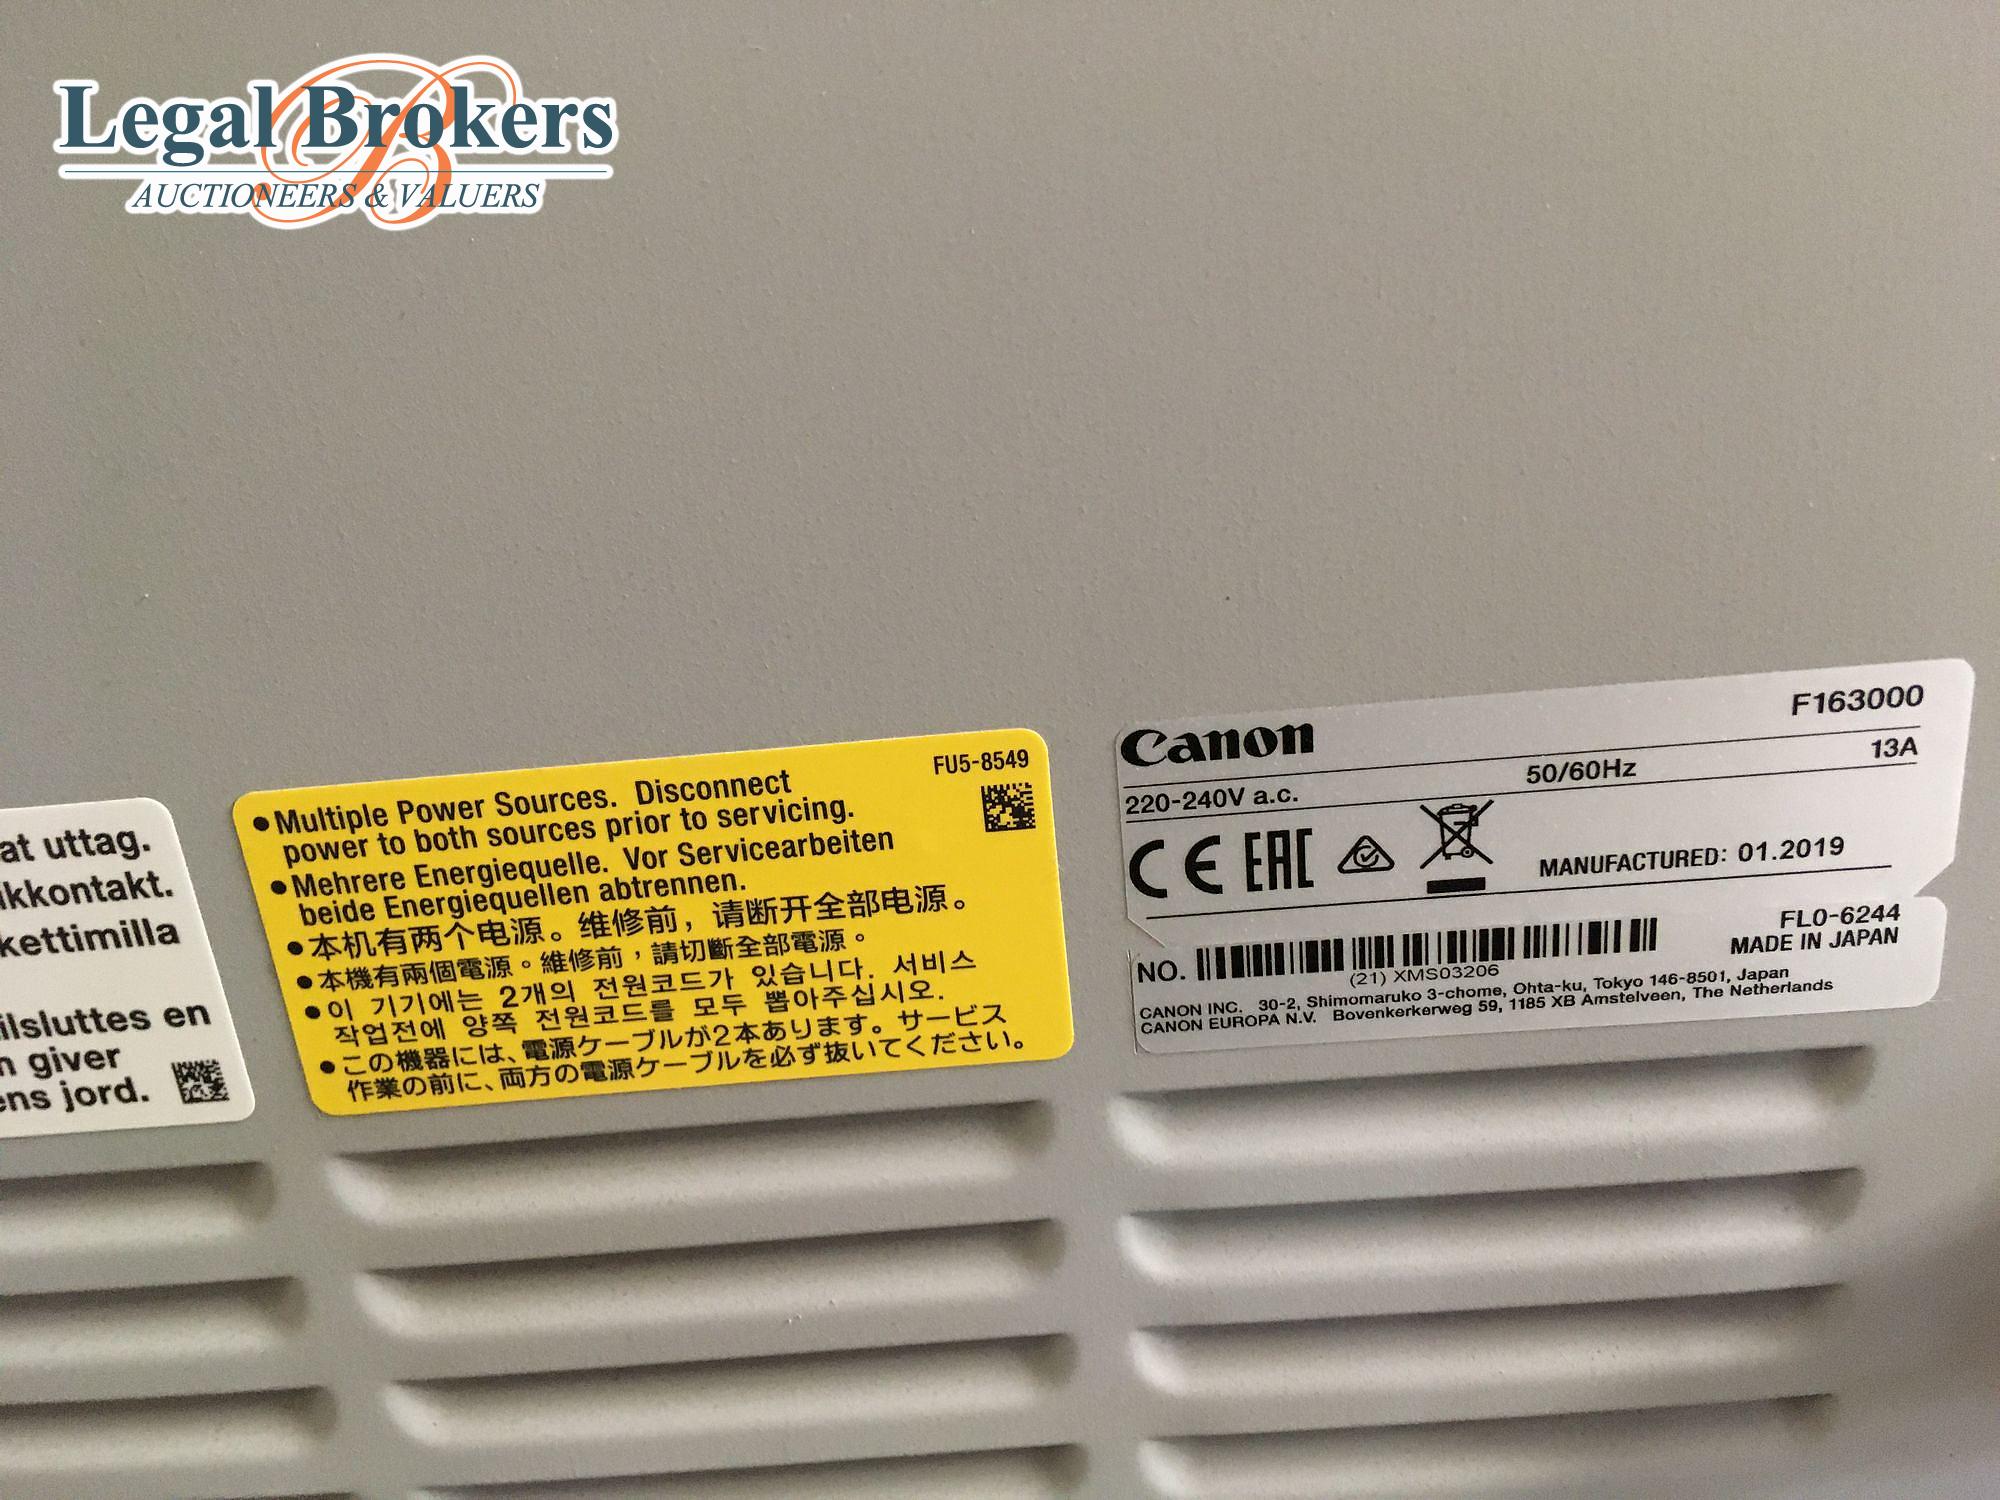 Legal Brokers
AUCTIONEERS & VALUERS
at uttag.
ikkontakt.
kettimilla
ilsluttes en
n giver
ens jord.
FU5-8549
•Multiple Power Sources. Disconnect
power to both sources prior to servicing.
•Mehrere Energiequelle. Vor Servicearbeiten
beide Energiequellen abtrennen.
•本机有两个电源。维修前，请断开全部电源。
•本機有兩個電源。維修前，請切斷全部電源。
•이 기기에는 2개의 전원코드가 있습니다. 서비스
작업전에 양쪽 전원코드를 모두 뽑아주십시오.
•この機器には、電源ケーブルが2本あります。サービス
作業の前に、両方の電源ケーブルを必ず抜いてください。
Canon F163000
220-240V a.c. 50/60Hz 13A
CE EAC
MANUFACTURED: 01.2019
FL0-6244
MADE IN JAPAN
NO.
(21) XMS03206
CANON INC. 30-2, Shimomaruko 3-chome, Ohta-ku, Tokyo 146-8501, Japan
CANON EUROPA N.V. Bovenkerkerweg 59, 1185 XB Amstelveen, The Netherlands